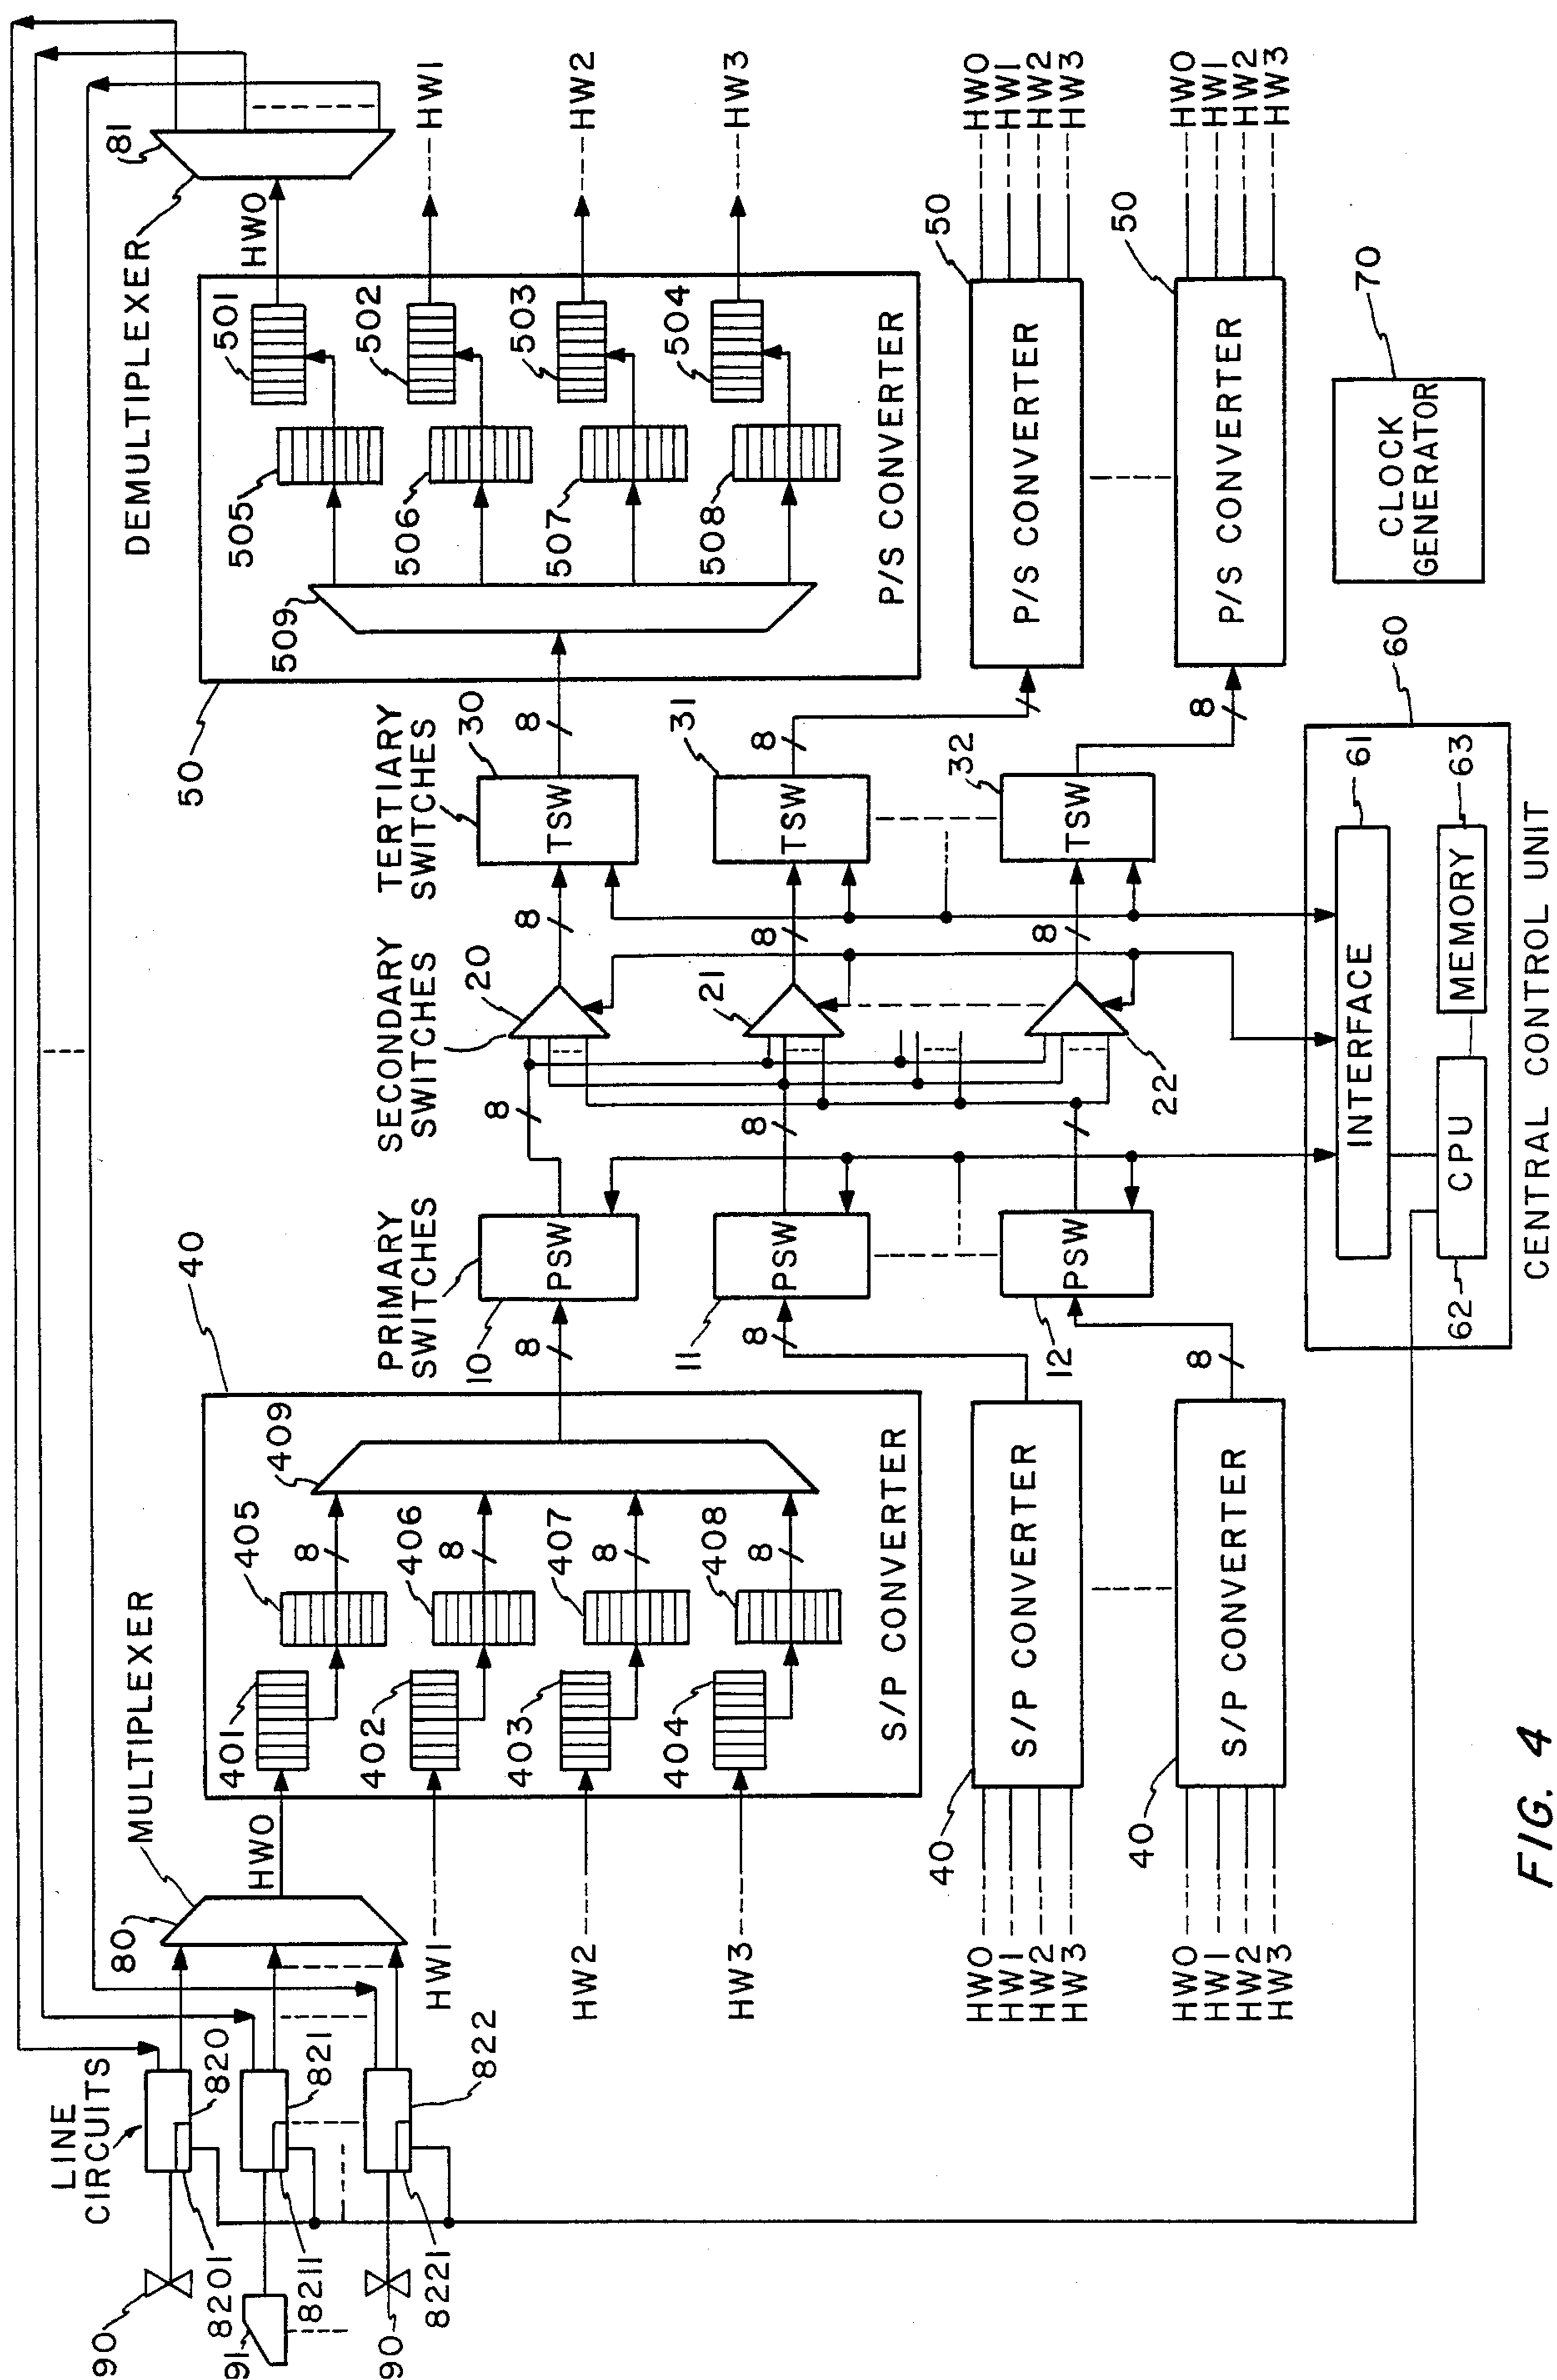 LINE
CIRCUITS
820
821
822
8201
8211
8221
90
91
90
MULTIPLEXER
80
HW0
HW1
HW2
HW3
401
402
403
404
405
406
407
408
409
8
8
8
8
S/P CONVERTER
40
PRIMARY
SWITCHES
10
8
PSW
8
11
8
PSW
8
12
PSW
SECONDARY
SWITCHES
20
21
22
8
8
8
TERTIARY
SWITCHES
30
TSW
8
31
TSW
8
32
TSW
8
50
509
505
506
507
508
501
502
503
504
P/S CONVERTER
HW0
HW1
HW2
HW3
DEMULTIPLEXER
81
HW0
HW1
HW2
HW3
40
S/P CONVERTER
HW0
HW1
HW2
HW3
40
S/P CONVERTER
8
50
P/S CONVERTER
HW0
HW1
HW2
HW3
50
P/S CONVERTER
HW0
HW1
HW2
HW3
60
INTERFACE
61
CPU
62
MEMORY
63
CENTRAL CONTROL UNIT
70
CLOCK
GENERATOR
FIG. 4